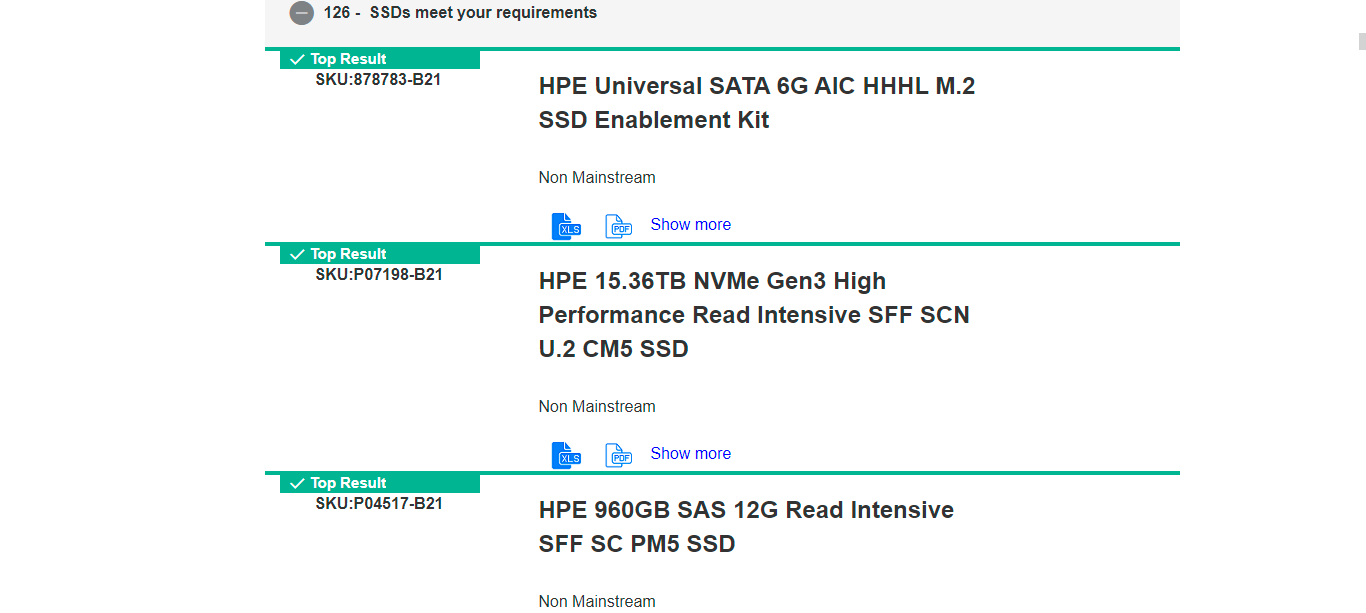 126 -  SSDs meet your requirements
Top Result
SKU:878783-B21
HPE Universal SATA 6G AIC HHHL M.2
SSD Enablement Kit
Non Mainstream
XLS PDF Show more
Top Result
SKU:P07198-B21
HPE 15.36TB NVMe Gen3 High
Performance Read Intensive SFF SCN
U.2 CM5 SSD
Non Mainstream
XLS PDF Show more
Top Result
SKU:P04517-B21
HPE 960GB SAS 12G Read Intensive
SFF SC PM5 SSD
Non Mainstream